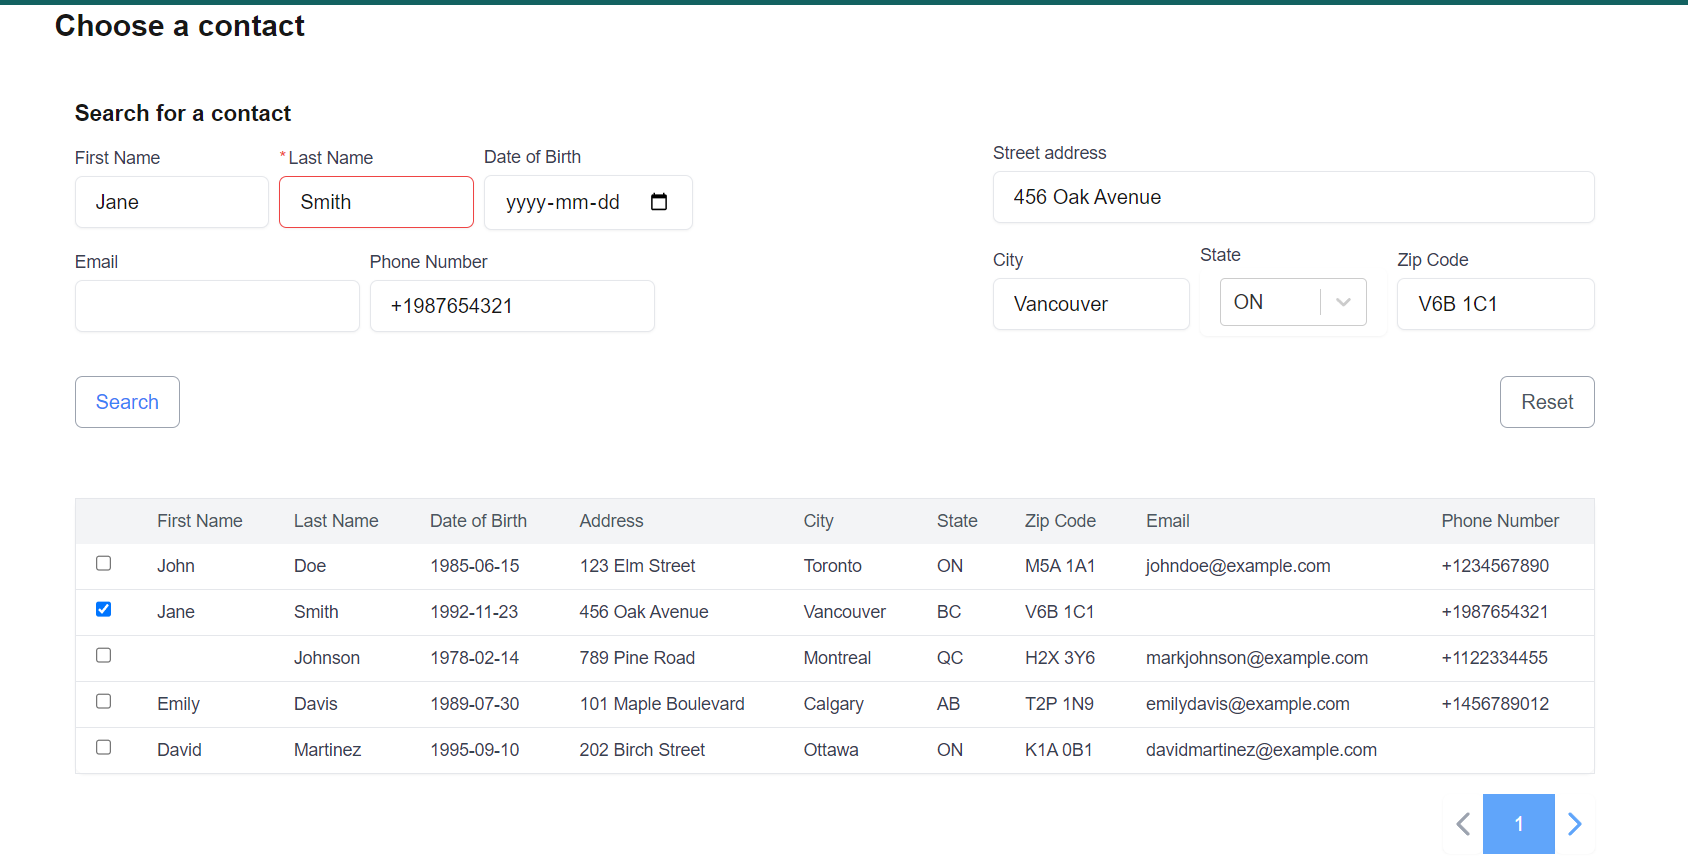 Choose a contact
Search for a contact
First Name
*Last Name
Date of Birth
Jane
Smith
yyyy-mm-dd
Email
Phone Number
+1987654321
Street address
456 Oak Avenue
City
State
Zip Code
Vancouver
ON
V6B 1C1
Search
Reset
First Name Last Name Date of Birth Address City State Zip Code Email Phone Number
John Doe 1985-06-15 123 Elm Street Toronto ON M5A 1A1 johndoe@example.com +1234567890
Jane Smith 1992-11-23 456 Oak Avenue Vancouver BC V6B 1C1 +1987654321
Johnson 1978-02-14 789 Pine Road Montreal QC H2X 3Y6 markjohnson@example.com +1122334455
Emily Davis 1989-07-30 101 Maple Boulevard Calgary AB T2P 1N9 emilydavis@example.com +1456789012
David Martinez 1995-09-10 202 Birch Street Ottawa ON K1A 0B1 davidmartinez@example.com
1